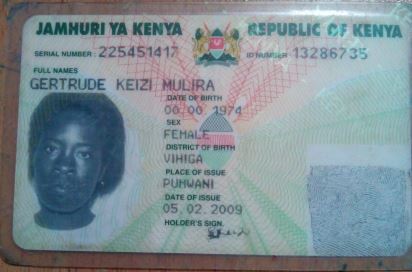 JAMHURI YA KENYA REPUBLIC OF KENYA
SERIAL NUMBER: 225451417 ID NUMBER: 13286735
FULL NAMES
GERTRUDE KEIZI MULIRA
DATE OF BIRTH
00.00.1974
SEX
FEMALE
DISTRICT OF BIRTH
VIHIGA
PLACE OF ISSUE
PUMWANI
DATE OF ISSUE
05.02.2009
HOLDER'S SIGN.